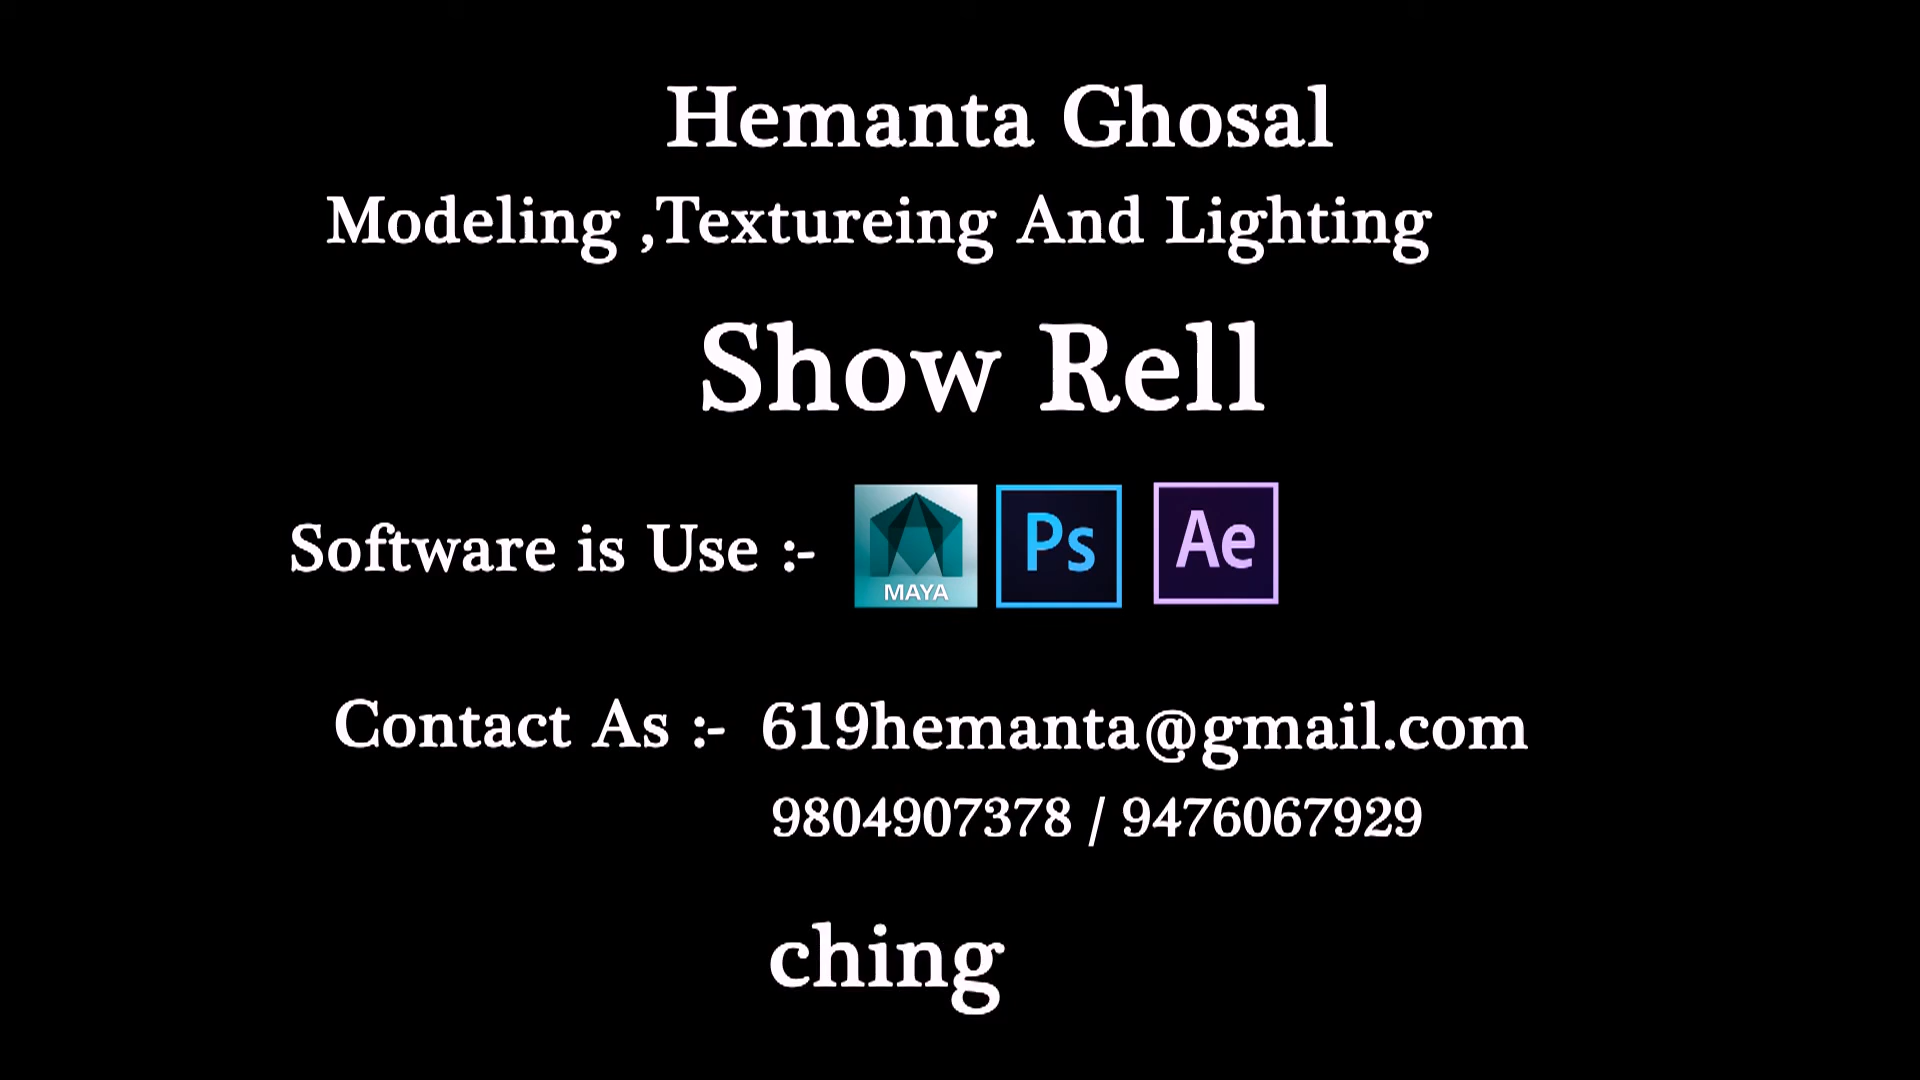 Hemanta Ghosal
Modeling ,Textureing And Lighting
Show Rell
Software is Use :- MAYA Ps Ae
Contact As :- 619hemanta@gmail.com
9804907378 / 9476067929
ching